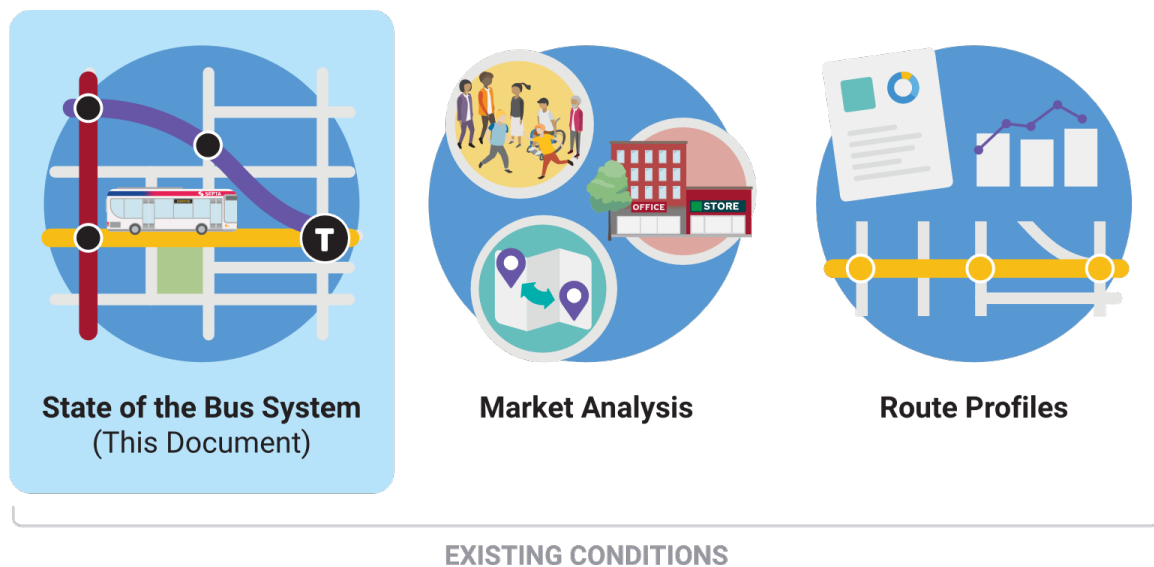 SEPTA
T
OFFICE
STORE
State of the Bus System
(This Document)
Market Analysis
Route Profiles
EXISTING CONDITIONS